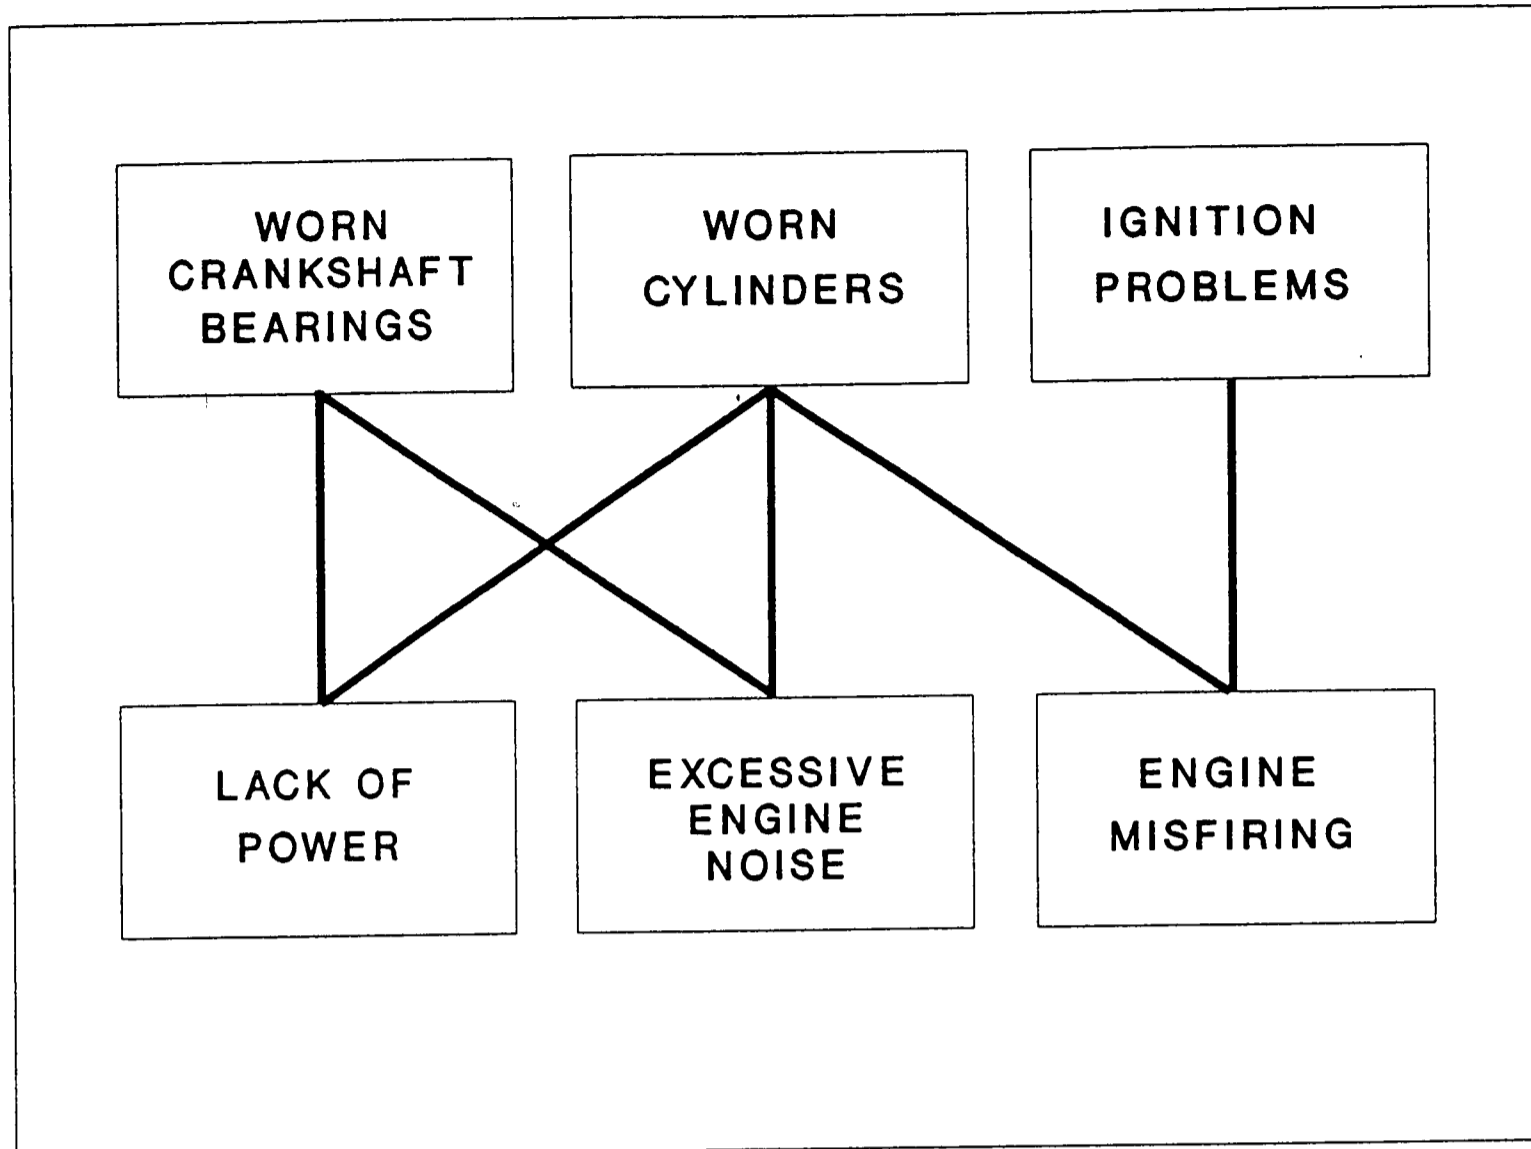 WORN
CRANKSHAFT
BEARINGS
WORN
CYLINDERS
IGNITION
PROBLEMS
LACK OF
POWER
EXCESSIVE
ENGINE
NOISE
ENGINE
MISFIRING